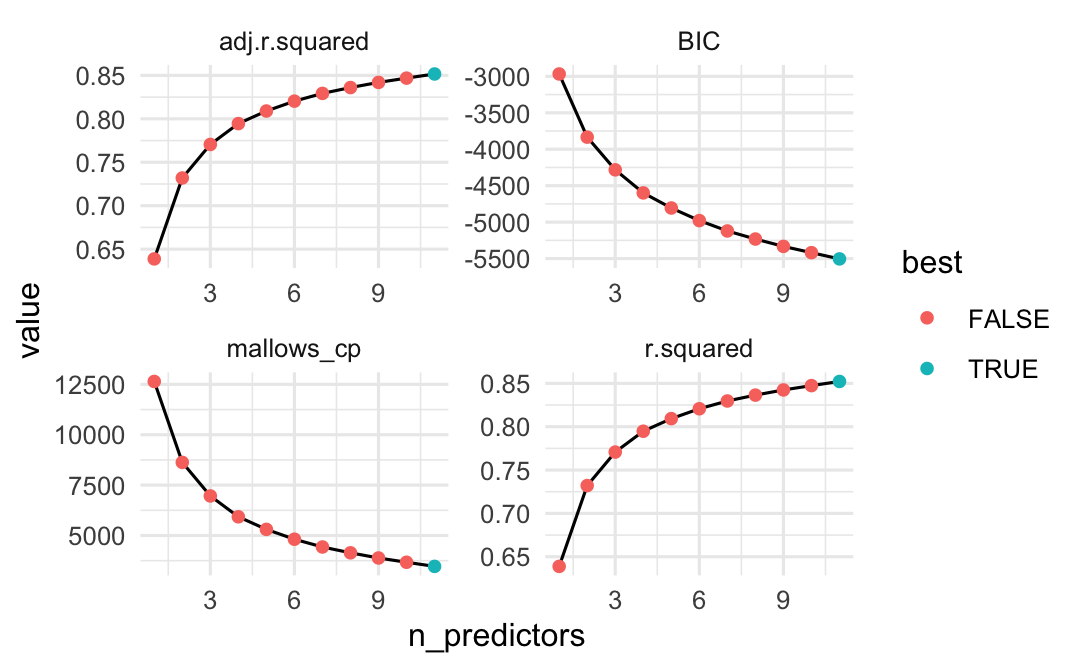 adj.r.squared
0.85
0.80
0.75
0.70
0.65
3 6 9
BIC
-3000
-3500
-4000
-4500
-5000
-5500
3 6 9
mallows_cp
12500
10000
7500
5000
3 6 9
r.squared
0.85
0.80
0.75
0.70
0.65
3 6 9
value
n_predictors
best
FALSE
TRUE